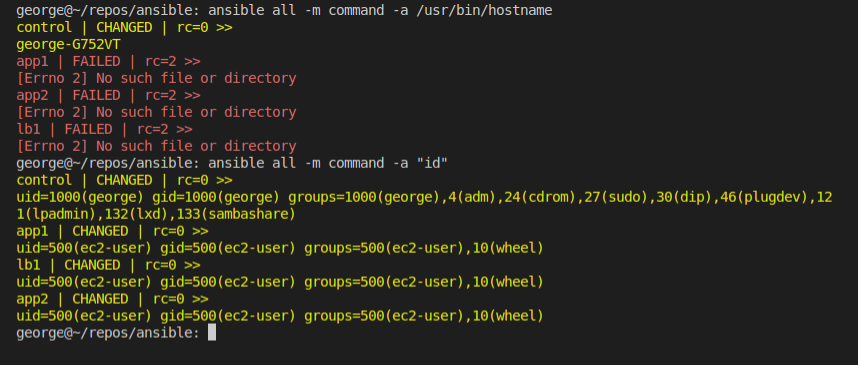 george@~/repos/ansible: ansible all -m command -a /usr/bin/hostname
control | CHANGED | rc=0 >>
george-G752VT
app1 | FAILED | rc=2 >>
[Errno 2] No such file or directory
app2 | FAILED | rc=2 >>
[Errno 2] No such file or directory
lb1 | FAILED | rc=2 >>
[Errno 2] No such file or directory
george@~/repos/ansible: ansible all -m command -a "id"
control | CHANGED | rc=0 >>
uid=1000(george) gid=1000(george) groups=1000(george),4(adm),24(cdrom),27(sudo),30(dip),46(plugdev),12
1(lpadmin),132(lxd),133(sambashare)
app1 | CHANGED | rc=0 >>
uid=500(ec2-user) gid=500(ec2-user) groups=500(ec2-user),10(wheel)
lb1 | CHANGED | rc=0 >>
uid=500(ec2-user) gid=500(ec2-user) groups=500(ec2-user),10(wheel)
app2 | CHANGED | rc=0 >>
uid=500(ec2-user) gid=500(ec2-user) groups=500(ec2-user),10(wheel)
george@~/repos/ansible: